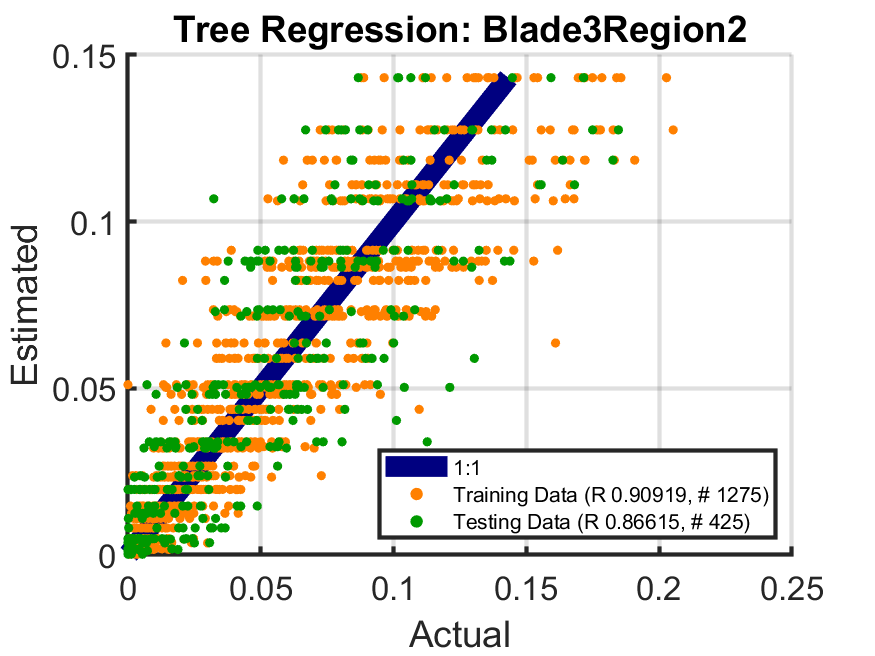 Tree Regression: Blade3Region2
0.15
0.1
0.05
0
Estimated
1:1
Training Data (R 0.90919, # 1275)
Testing Data (R 0.86615, # 425)
0 0.05 0.1 0.15 0.2 0.25
Actual